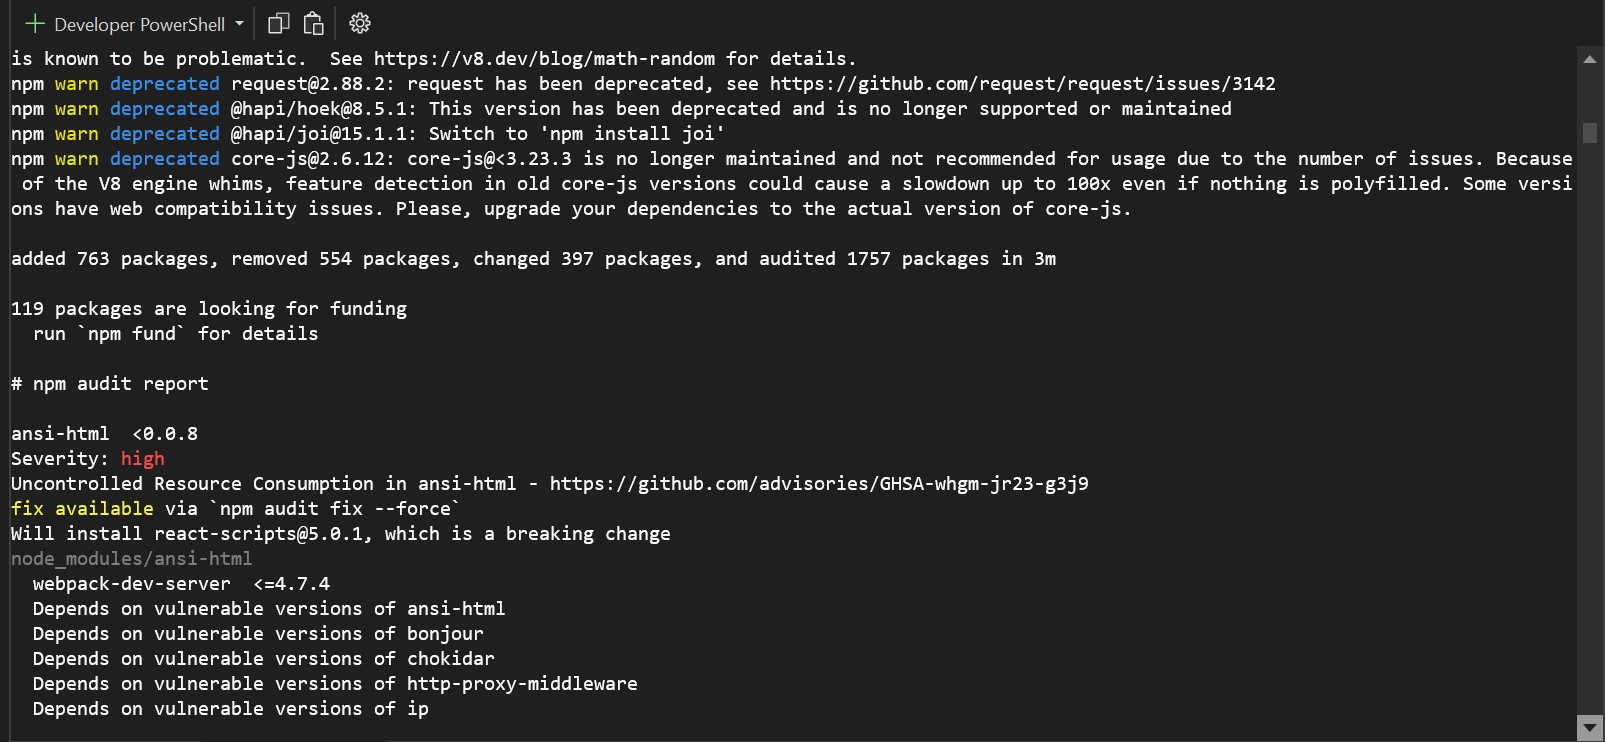 Developer PowerShell
is known to be problematic.  See https://v8.dev/blog/math-random for details.
npm warn deprecated request@2.88.2: request has been deprecated, see https://github.com/request/request/issues/3142
npm warn deprecated @hapi/hoek@8.5.1: This version has been deprecated and is no longer supported or maintained
npm warn deprecated @hapi/joi@15.1.1: Switch to 'npm install joi'
npm warn deprecated core-js@2.6.12: core-js@<3.23.3 is no longer maintained and not recommended for usage due to the number of issues. Because
 of the V8 engine whims, feature detection in old core-js versions could cause a slowdown up to 100x even if nothing is polyfilled. Some versi
ons have web compatibility issues. Please, upgrade your dependencies to the actual version of core-js.
added 763 packages, removed 554 packages, changed 397 packages, and audited 1757 packages in 3m
119 packages are looking for funding
  run `npm fund` for details
# npm audit report
ansi-html  <0.0.8
Severity: high
Uncontrolled Resource Consumption in ansi-html - https://github.com/advisories/GHSA-whgm-jr23-g3j9
fix available via `npm audit fix --force`
Will install react-scripts@5.0.1, which is a breaking change
node_modules/ansi-html
  webpack-dev-server  <=4.7.4
  Depends on vulnerable versions of ansi-html
  Depends on vulnerable versions of bonjour
  Depends on vulnerable versions of chokidar
  Depends on vulnerable versions of http-proxy-middleware
  Depends on vulnerable versions of ip